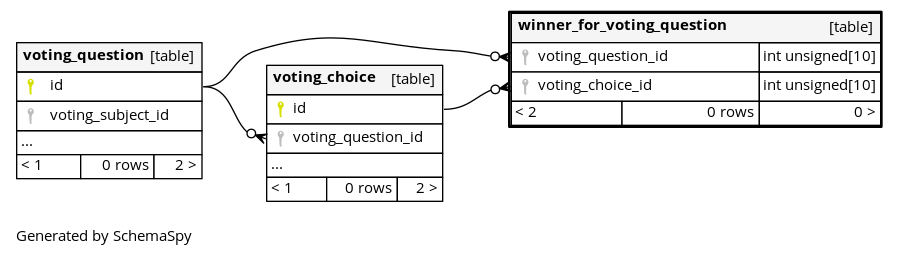 voting_question [table]
id
voting_subject_id
...
< 1 0 rows 2 >
voting_choice [table]
id
voting_question_id
...
< 1 0 rows 2 >
winner_for_voting_question [table]
voting_question_id int unsigned[10]
voting_choice_id int unsigned[10]
< 2 0 rows 0 >
Generated by SchemaSpy